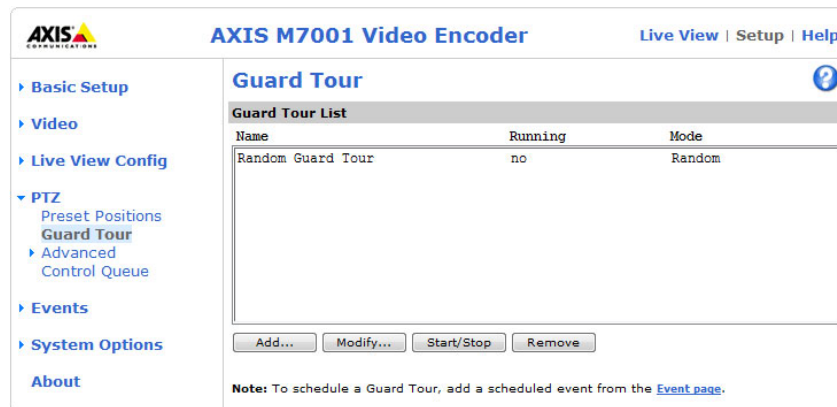 AXIS
COMMUNICATIONS
AXIS M7001 Video Encoder
Live View | Setup | Help
Basic Setup
Video
Live View Config
PTZ
Preset Positions
Guard Tour
Advanced
Control Queue
Events
System Options
About
Guard Tour
?
Guard Tour List
Name Running Mode
Random Guard Tour no Random
Add... Modify... Start/Stop Remove
Note: To schedule a Guard Tour, add a scheduled event from the Event page.